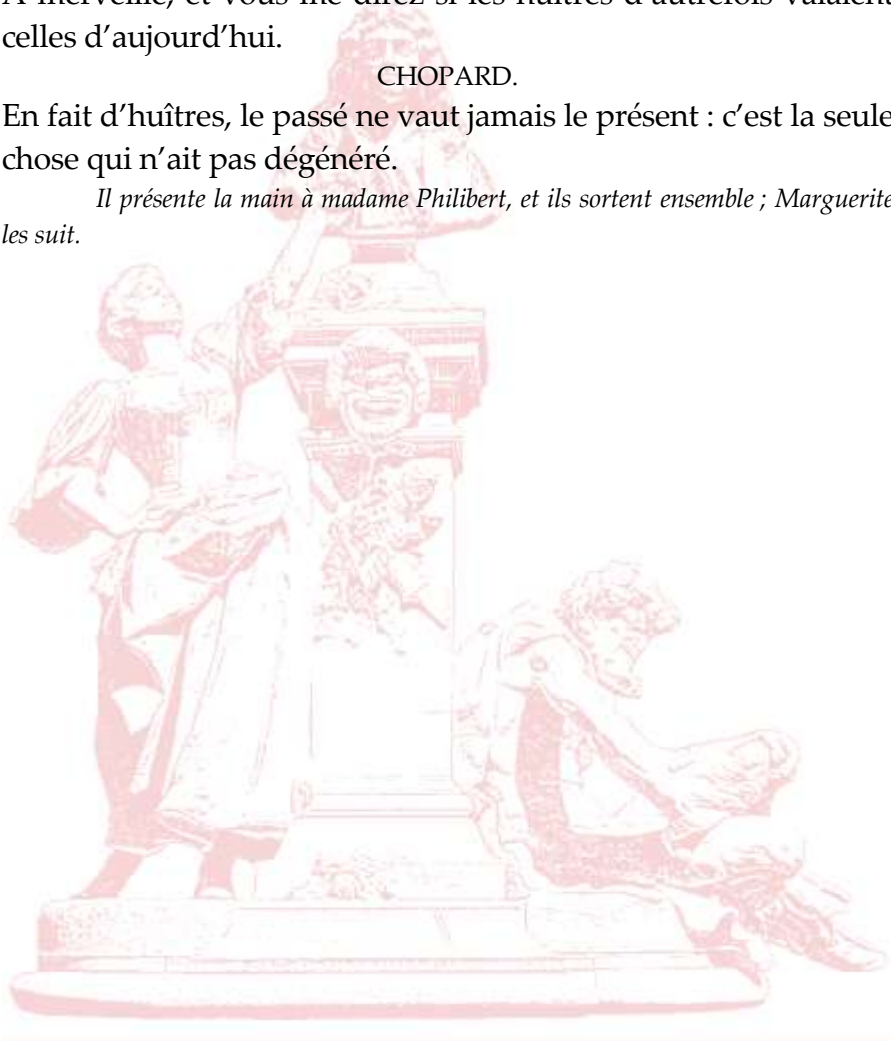 À merveille, et vous me direz si les huîtres d’autrefois valaient
celles d’aujourd’hui.
CHOPARD.
En fait d’huîtres, le passé ne vaut jamais le présent : c’est la seule
chose qui n’ait pas dégénéré.
Il présente la main à madame Philibert, et ils sortent ensemble ; Marguerite
les suit.